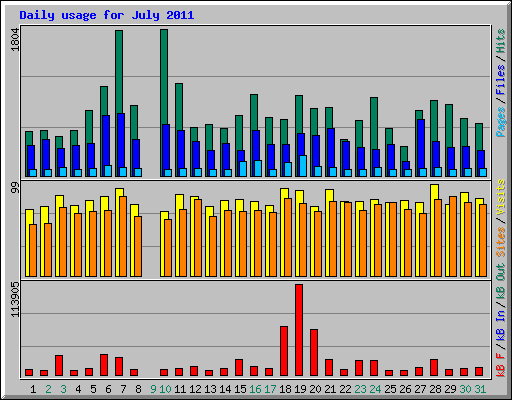 Daily usage for July 2011
1804
Pages / Files / Hits
99
Sites / Visits
113905
kB F / kB In / kB Out
1 2 3 4 5 6 7 8 9 10 11 12 13 14 15 16 17 18 19 20 21 22 23 24 25 26 27 28 29 30 31